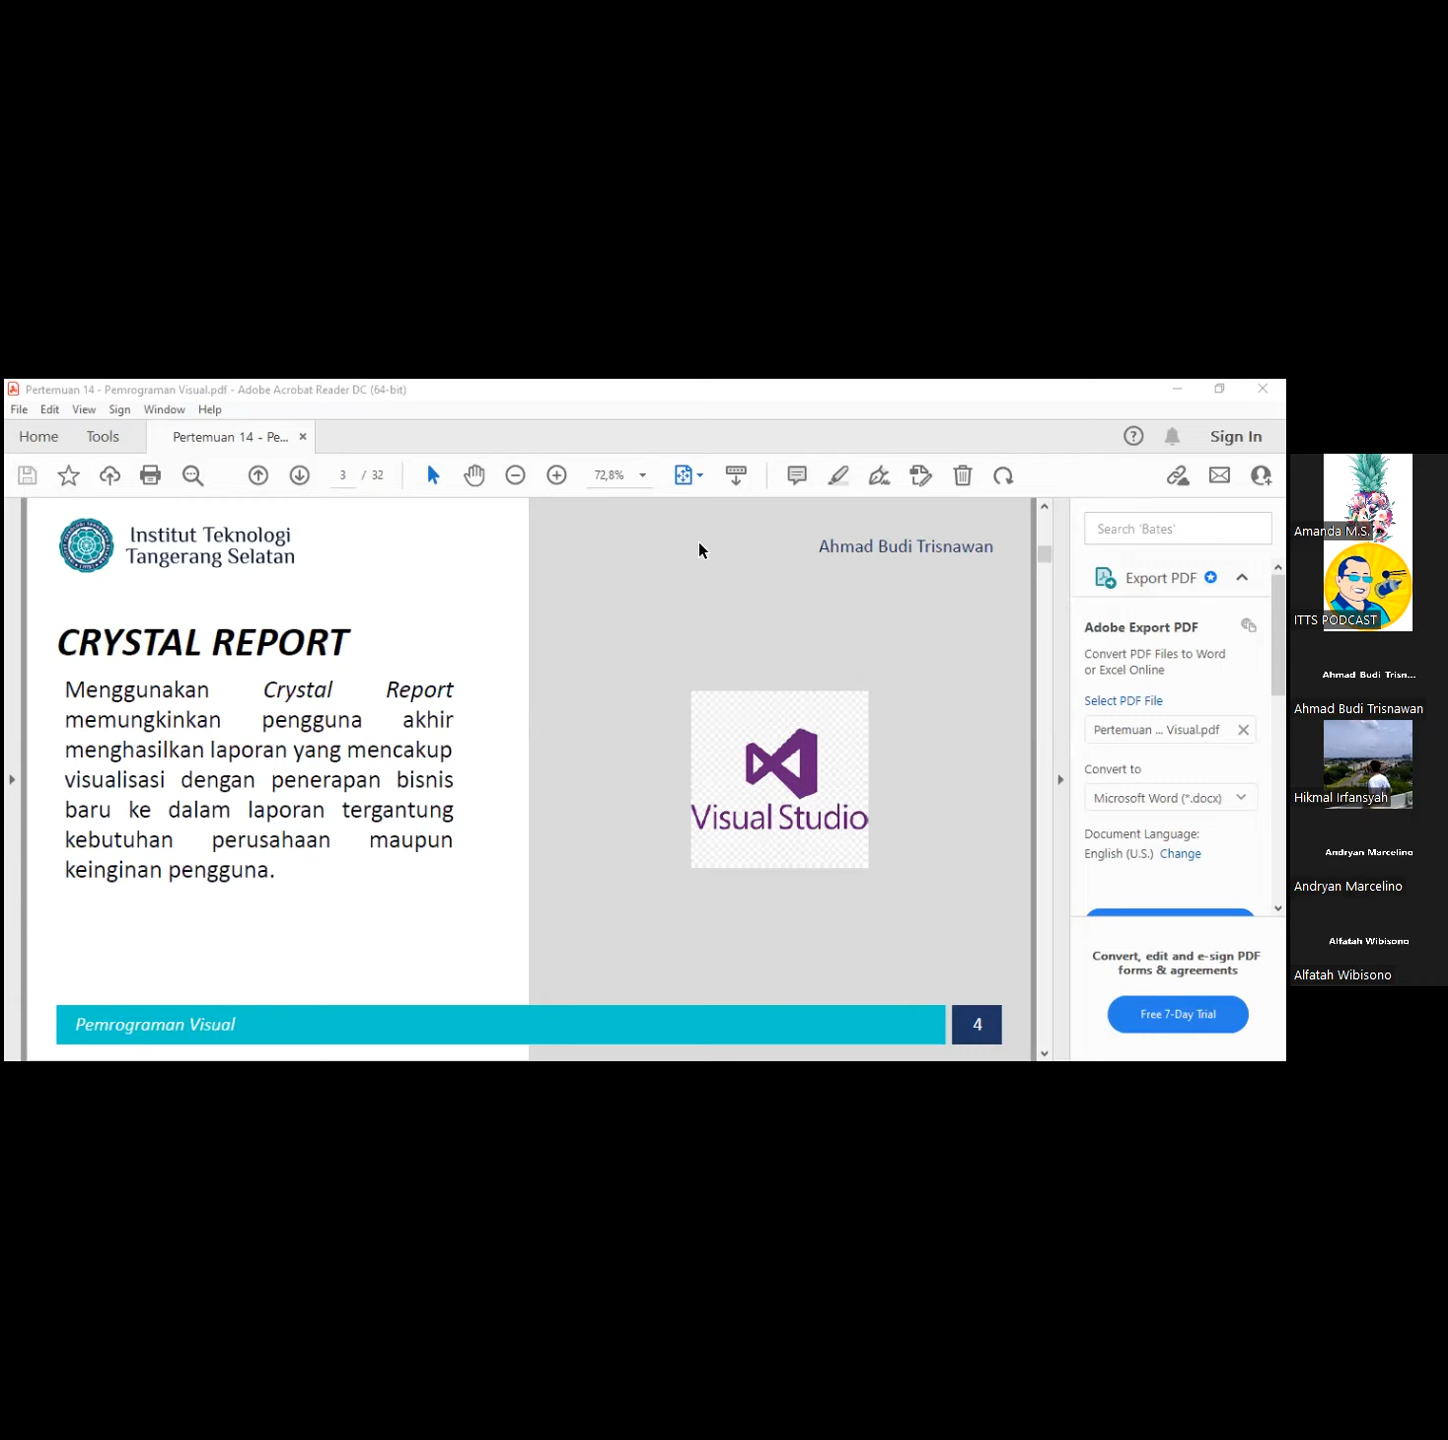 Pertemuan 14 - Pemrograman Visual.pdf - Adobe Acrobat Reader DC (64-bit)
File Edit View Sign Window Help
Home Tools Pertemuan 14 - Pe... × Sign In
3 / 32 72,8%
Institut Teknologi
Tangerang Selatan
Ahmad Budi Trisnawan
CRYSTAL REPORT
Menggunakan Crystal Report
memungkinkan pengguna akhir
menghasilkan laporan yang mencakup
visualisasi dengan penerapan bisnis
baru ke dalam laporan tergantung
kebutuhan perusahaan maupun
keinginan pengguna.
Visual Studio
Pemrograman Visual
4
Search 'Bates'
Export PDF
Adobe Export PDF
Convert PDF Files to Word
or Excel Online
Select PDF File
Pertemuan ... Visual.pdf
Convert to
Microsoft Word (*.docx)
Document Language:
English (U.S.) Change
Convert, edit and e-sign PDF
forms & agreements
Free 7-Day Trial
Amanda M.S.
ITTS PODCAST
Ahmad Budi Trisn...
Ahmad Budi Trisnawan
Hikmal Irfansyah
Andryan Marcelino
Andryan Marcelino
Alfatah Wibisono
Alfatah Wibisono